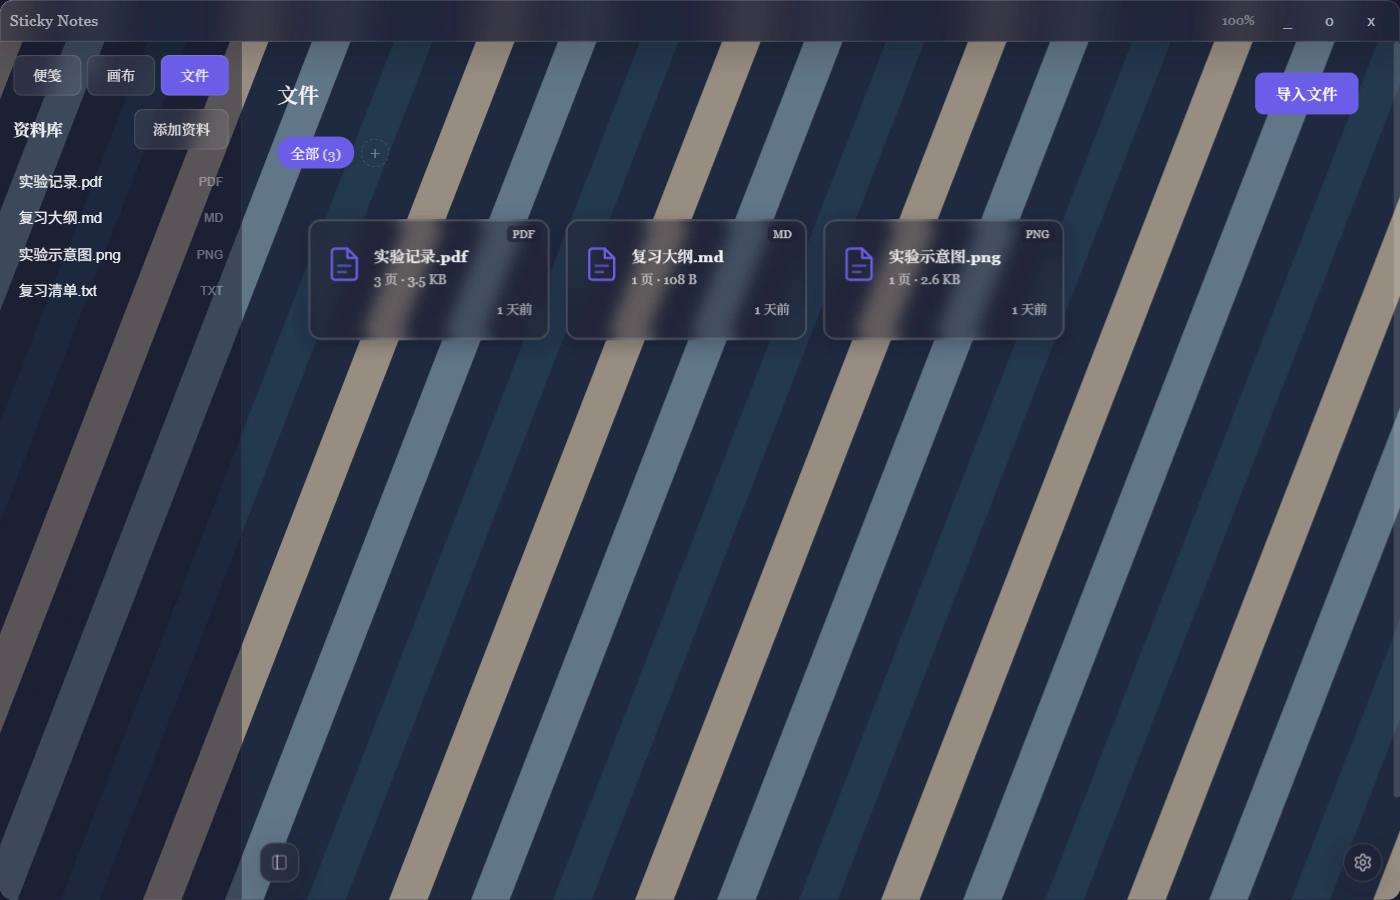 Sticky Notes
100%
便笺 画布 文件
资料库 添加资料
实验记录.pdf PDF
复习大纲.md MD
实验示意图.png PNG
复习清单.txt TXT
文件
导入文件
全部 (3) +
PDF
实验记录.pdf
3 页 · 3.5 KB
1 天前
MD
复习大纲.md
1 页 · 108 B
1 天前
PNG
实验示意图.png
1 页 · 2.6 KB
1 天前